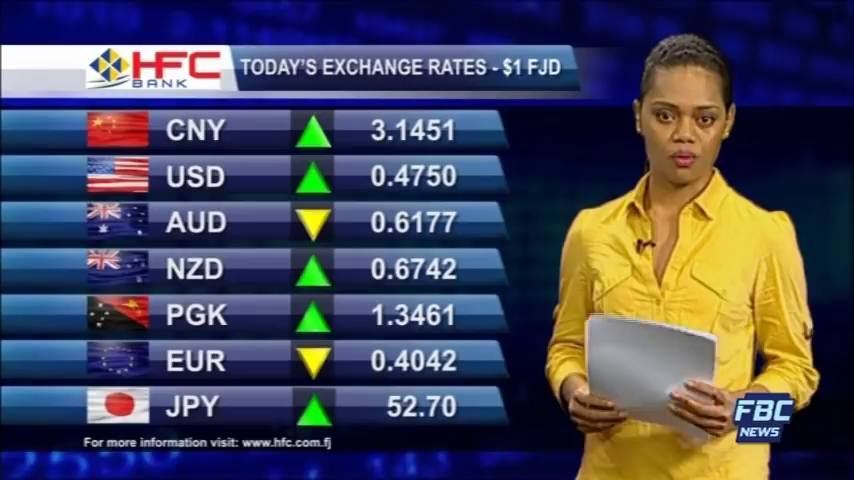 HFC
BANK
TODAY'S EXCHANGE RATES - $1 FJD
CNY 3.1451
USD 0.4750
AUD 0.6177
NZD 0.6742
PGK 1.3461
EUR 0.4042
JPY 52.70
For more information visit: www.hfc.com.fj
FBC
NEWS